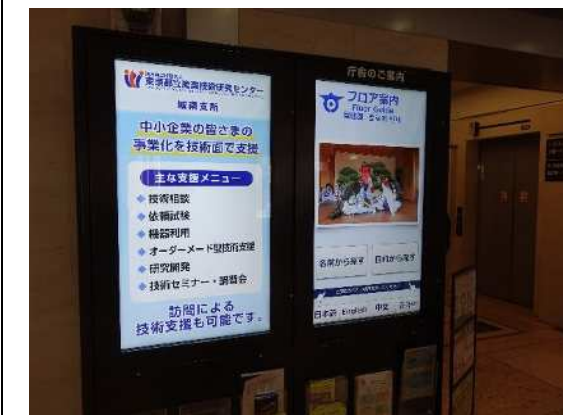 東京都立産業技術研究センター
城南支所
中小企業の皆さまの
事業化を技術面で支援
主な支援メニュー
技術相談
依頼試験
機器利用
オーダーメード型技術支援
研究開発
技術セミナー・講習会
訪問による
技術支援も可能です。
庁舎のご案内
フロア案内
Floor Guide
名前から探す
目的から探す
日本語 English 中文